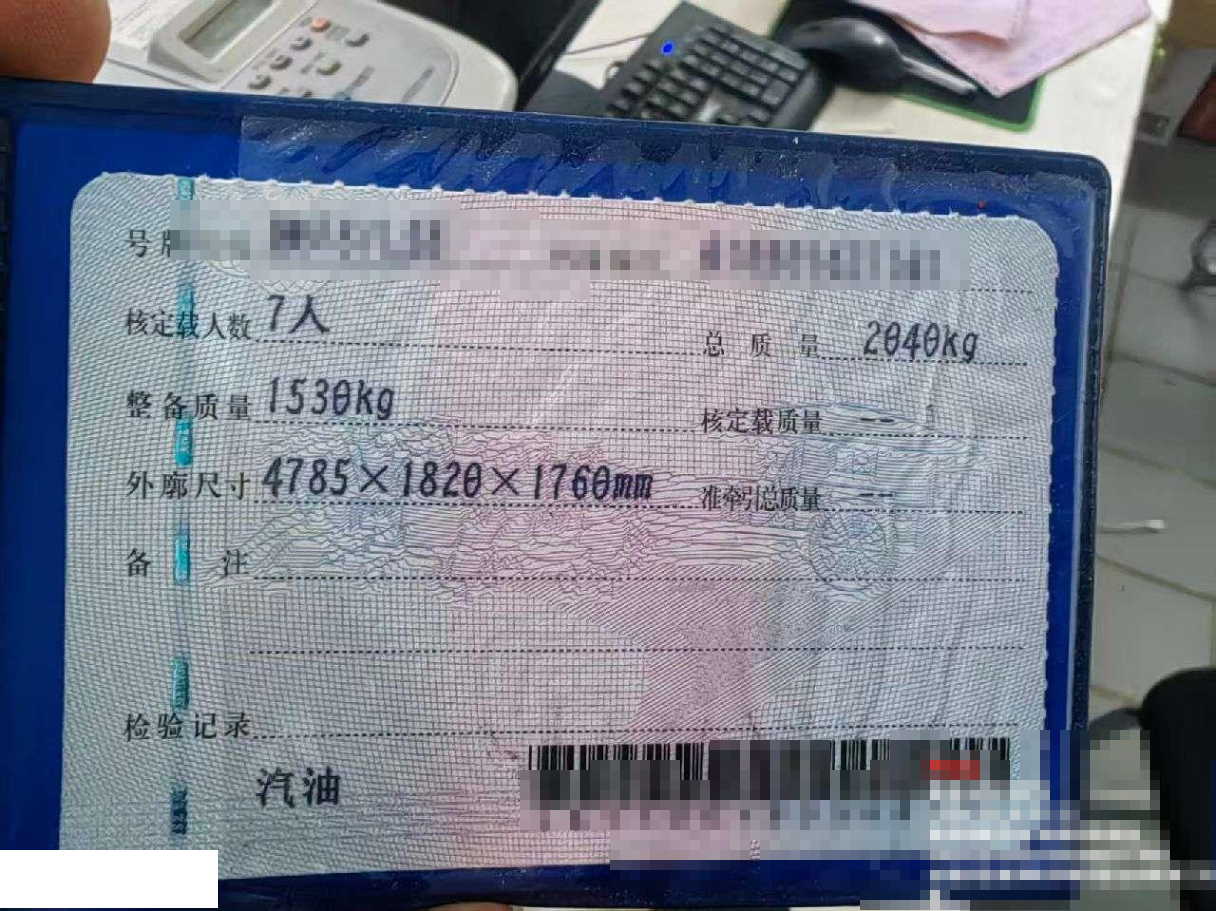 号牌
核定载人数 7人 总质量 2040kg
整备质量 1530kg 核定载质量 --
外廓尺寸 4785×1820×1760mm 准牵引总质量 --
备注
检验记录
汽油